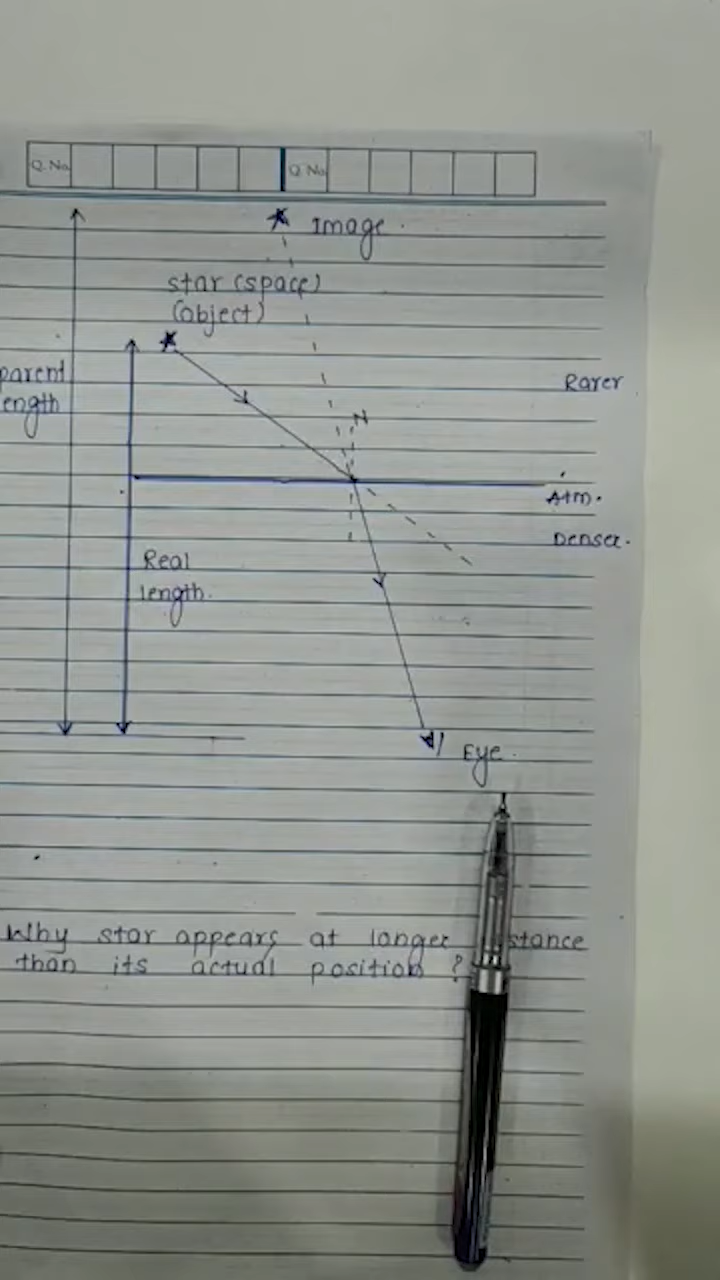 Q.No. Q.No.
Image.
star (space)
(object)
parent
Rarer
ength
N
Atm.
Denser.
Real
length.
Eye.
Why star appears at longer stance
than its actual position ?